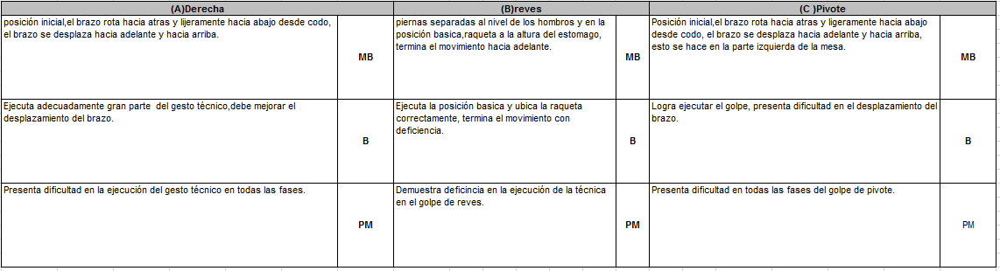 (A)Derecha
(B)reves
(C )Pivote
posición inicial,el brazo rota hacia atras y lijeramente hacia abajo desde codo,
el brazo se desplaza hacia adelante y hacia arriba.
MB
piernas separadas al nivel de los hombros y en la
posición basica,raqueta a la altura del estomago,
termina el movimiento hacia adelante.
MB
Posición inicial,el brazo rota hacia atras y ligeramente hacia abajo
desde codo, el brazo se desplaza hacia adelante y hacia arriba,
esto se hace en la parte izquierda de la mesa.
MB
Ejecuta adecuadamente gran parte  del gesto técnico,debe mejorar el
desplazamiento del brazo.
B
Ejecuta la posición basica y ubica la raqueta
correctamente, termina el movimiento con
deficiencia.
B
Logra ejecutar el golpe, presenta dificultad en el desplazamiento del
brazo.
B
Presenta dificultad en la ejecución del gesto técnico en todas las fases.
PM
Demuestra deficincia en la ejecución de la técnica
en el golpe de reves.
PM
Presenta dificultad en todas las fases del golpe de pivote.
PM